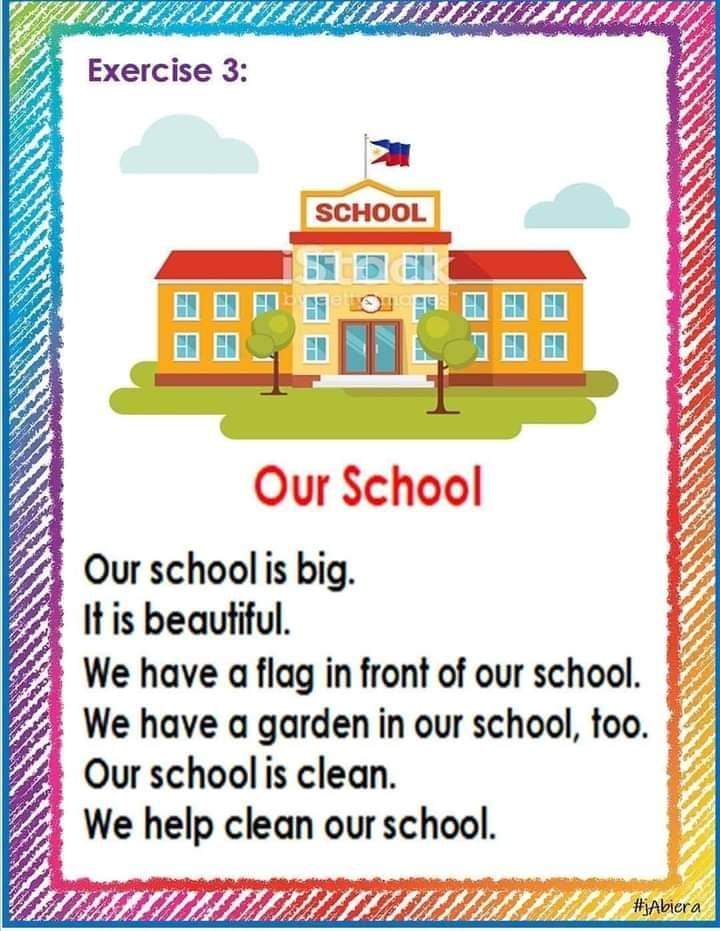 Exercise 3:
SCHOOL
iStock
by Getty Images™
Our School
Our school is big.
It is beautiful.
We have a flag in front of our school.
We have a garden in our school, too.
Our school is clean.
We help clean our school.
#jAbiera